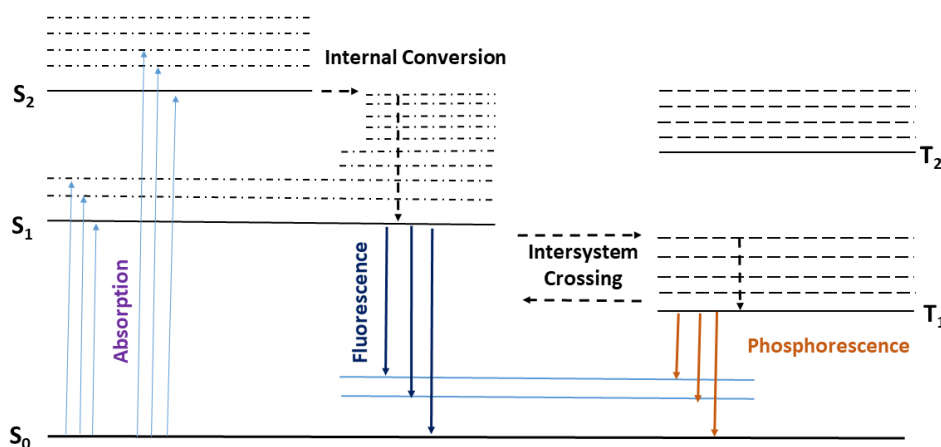 Internal Conversion
S2
T2
S1
Intersystem
Crossing
Absorption
Fluorescence
T1
Phosphorescence
S0